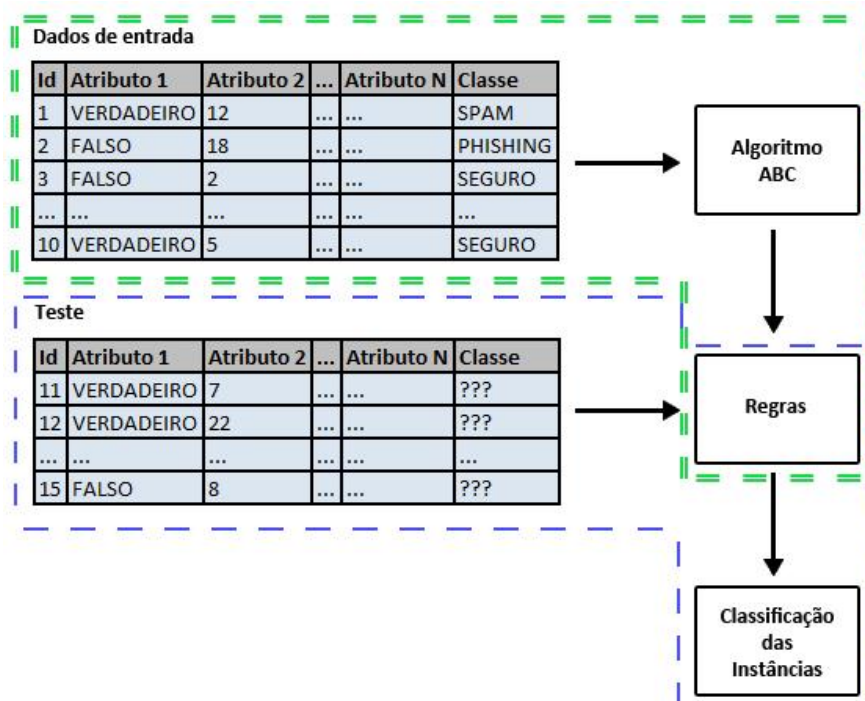 Dados de entrada
Id Atributo 1 Atributo 2 ... Atributo N Classe
1 VERDADEIRO 12 ... ... SPAM
2 FALSO 18 ... ... PHISHING
3 FALSO 2 ... ... SEGURO
... ... ... ... ... ...
10 VERDADEIRO 5 ... ... SEGURO
Algoritmo
ABC
Teste
Id Atributo 1 Atributo 2 ... Atributo N Classe
11 VERDADEIRO 7 ... ... ???
12 VERDADEIRO 22 ... ... ???
... ... ... ... ... ...
15 FALSO 8 ... ... ???
Regras
Classificação
das
Instâncias